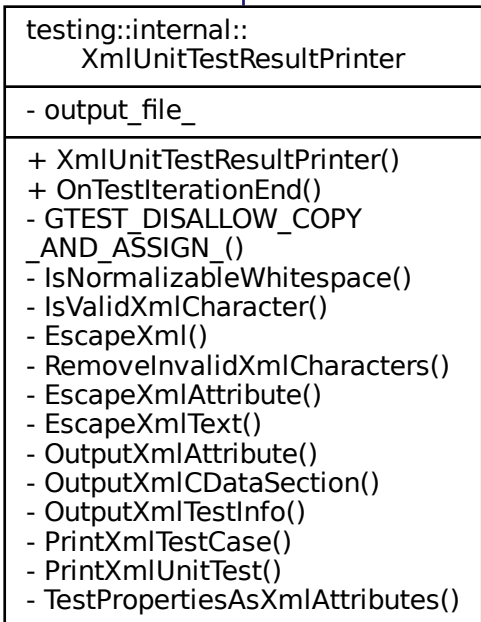 testing::internal::
XmlUnitTestResultPrinter
- output_file_
+ XmlUnitTestResultPrinter()
+ OnTestIterationEnd()
- GTEST_DISALLOW_COPY
_AND_ASSIGN_()
- IsNormalizableWhitespace()
- IsValidXmlCharacter()
- EscapeXml()
- RemoveInvalidXmlCharacters()
- EscapeXmlAttribute()
- EscapeXmlText()
- OutputXmlAttribute()
- OutputXmlCDataSection()
- OutputXmlTestInfo()
- PrintXmlTestCase()
- PrintXmlUnitTest()
- TestPropertiesAsXmlAttributes()